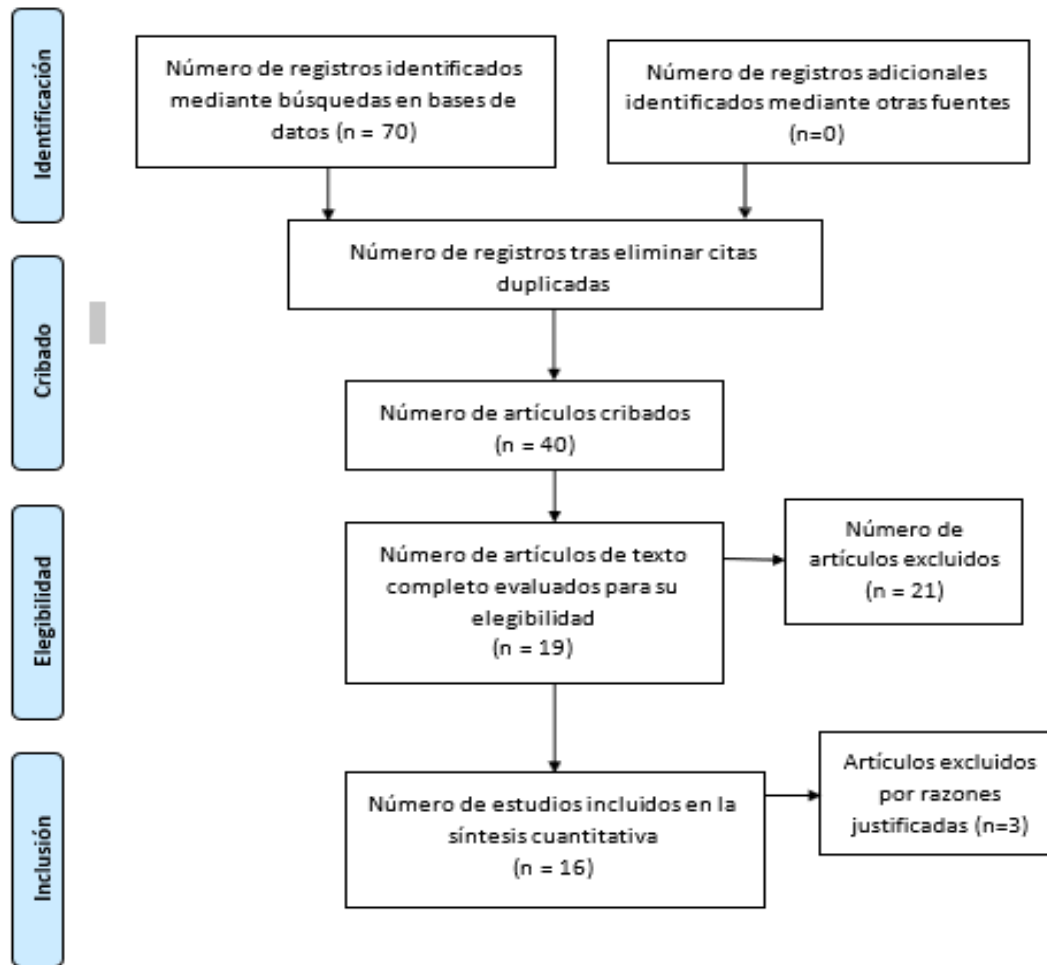 Identificación
Número de registros identificados
mediante búsquedas en bases de
datos (n = 70)
Número de registros adicionales
identificados mediante otras fuentes
(n=0)
Número de registros tras eliminar citas
duplicadas
Cribado
Número de artículos cribados
(n = 40)
Elegibilidad
Número de artículos de texto
completo evaluados para su
elegibilidad
(n = 19)
Número de
artículos excluidos
(n = 21)
Inclusión
Número de estudios incluidos en la
síntesis cuantitativa
(n = 16)
Artículos excluidos
por razones
justificadas (n=3)